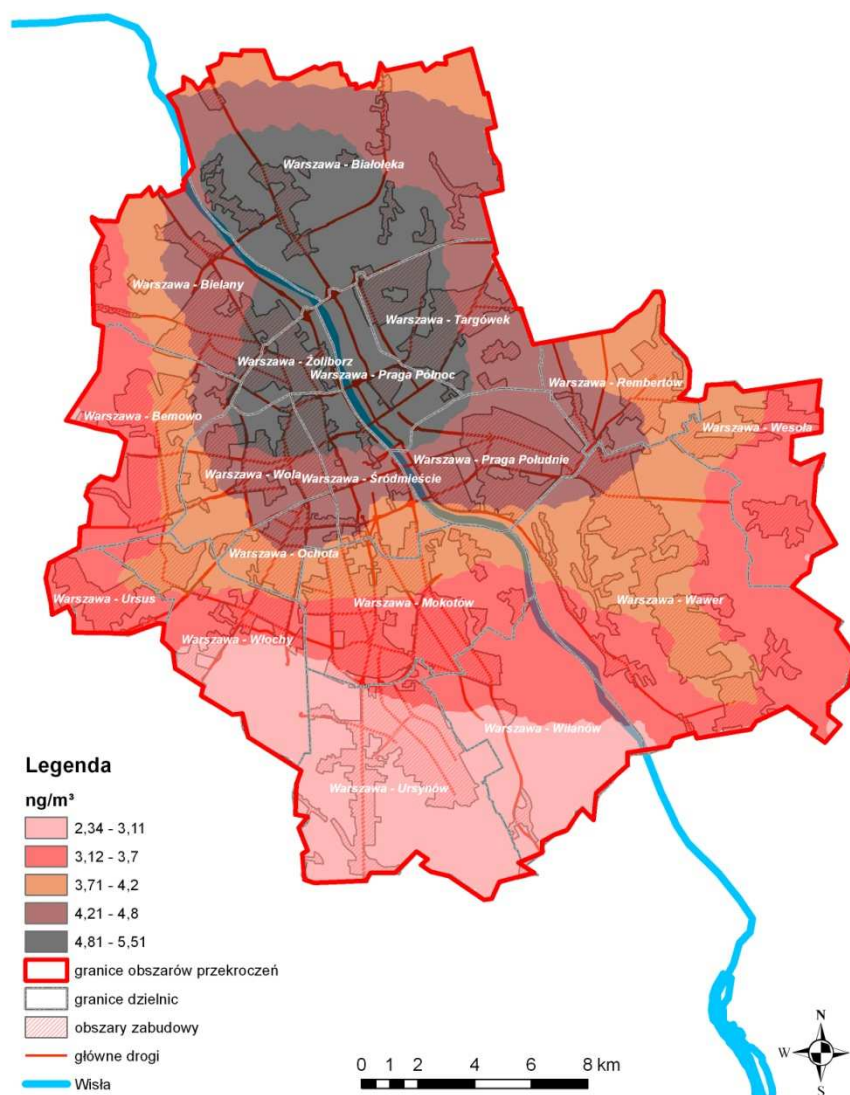 Warszawa - Białołęka
Warszawa - Bielany
Warszawa - Targówek
Warszawa - Żoliborz
Warszawa - Praga Północ
Warszawa - Rembertów
Warszawa - Bemowo
Warszawa - Wesoła
Warszawa - Praga Południe
Warszawa - Wola
Warszawa - Śródmieście
Warszawa - Ochota
Warszawa - Ursus
Warszawa - Mokotów
Warszawa - Wawer
Warszawa - Włochy
Warszawa - Wilanów
Warszawa - Ursynów
Legenda
ng/m³
2,34 - 3,11
3,12 - 3,7
3,71 - 4,2
4,21 - 4,8
4,81 - 5,51
granice obszarów przekroczeń
granice dzielnic
obszary zabudowy
główne drogi
Wisła
0 1 2 4 6 8 km
N
W
S